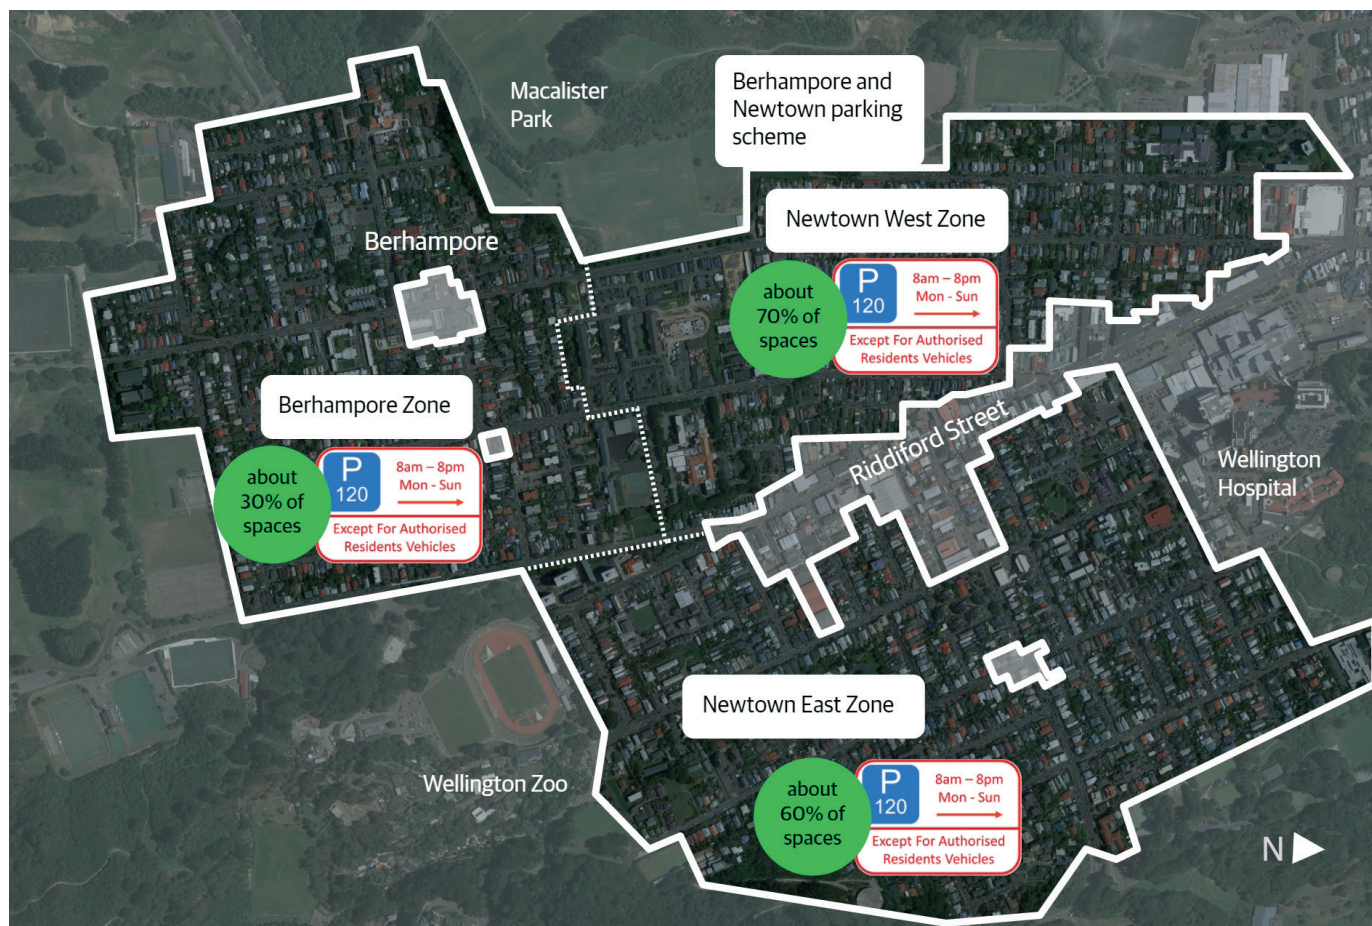 Macalister
Park
Berhampore and
Newtown parking
scheme
Berhampore
Newtown West Zone
about
70% of
spaces
P
120
8am – 8pm
Mon - Sun
Except For Authorised
Residents Vehicles
Berhampore Zone
about
30% of
spaces
P
120
8am – 8pm
Mon - Sun
Except For Authorised
Residents Vehicles
Riddiford Street
Wellington
Hospital
Newtown East Zone
Wellington Zoo
about
60% of
spaces
P
120
8am – 8pm
Mon - Sun
Except For Authorised
Residents Vehicles
N